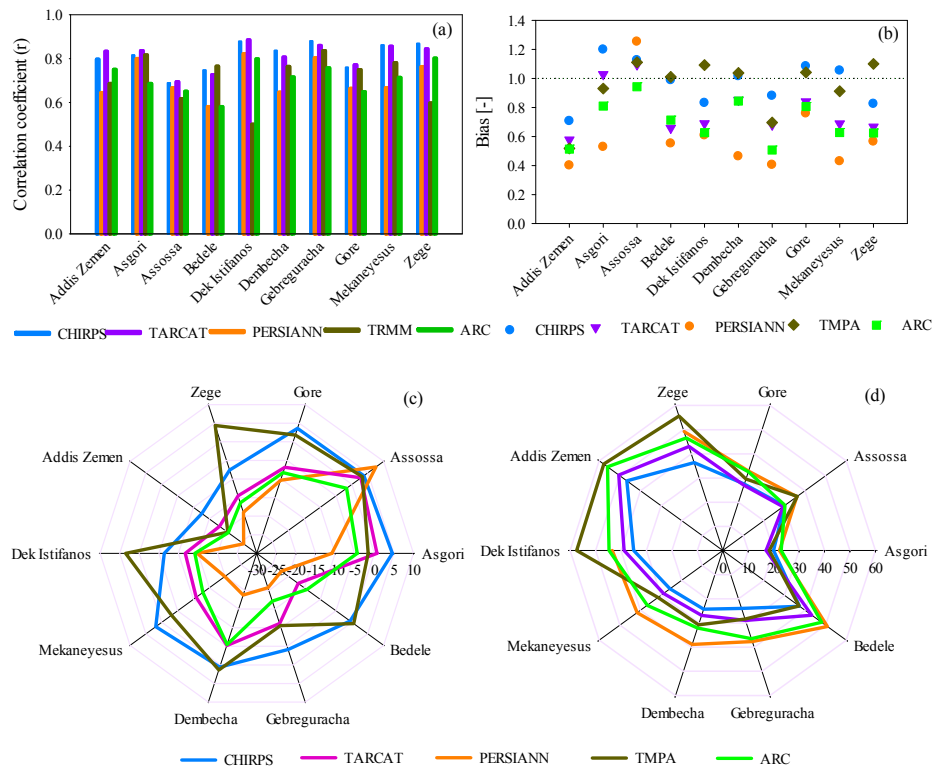 (a)
Correlation coefficient (r)
1.0
0.8
0.6
0.4
0.2
0.0
Addis Zemen
Asgori
Assossa
Bedele
Dek Istifanos
Dembecha
Gebreguracha
Gore
Mekaneyesus
Zege
CHIRPS TARCAT PERSIANN TRMM ARC
(b)
Bias [-]
1.4
1.2
1.0
0.8
0.6
0.4
0.2
0.0
Addis Zemen
Asgori
Assossa
Bedele
Dek Istifanos
Dembecha
Gebreguracha
Gore
Mekaneyesus
Zege
CHIRPS TARCAT PERSIANN TMPA ARC
(c)
Zege
Gore
Addis Zemen
Assossa
Dek Istifanos
-30 -25 -20 -15 -10 -5 0 5 10
Asgori
Mekaneyesus
Bedele
Dembecha
Gebreguracha
(d)
Zege
Gore
Addis Zemen
Assossa
Dek Istifanos
0 10 20 30 40 50 60
Asgori
Mekaneyesus
Bedele
Dembecha
Gebreguracha
CHIRPS TARCAT PERSIANN TMPA ARC